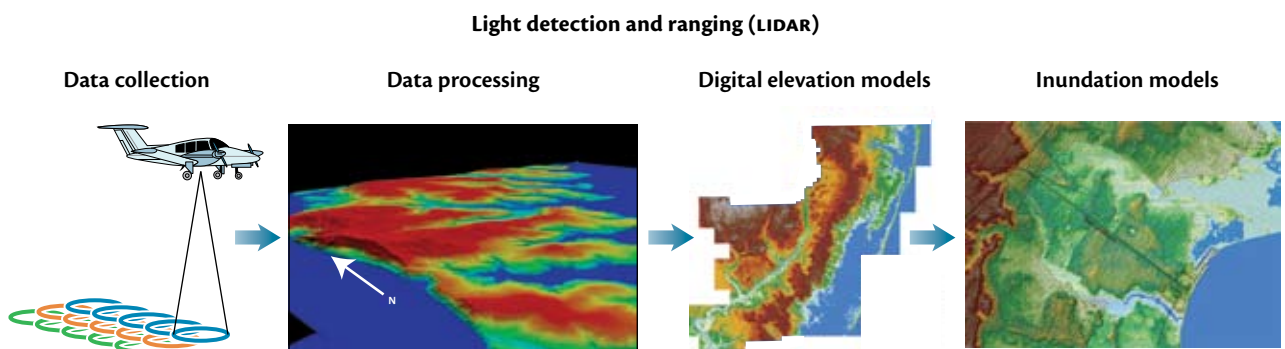 Light detection and ranging (LIDAR)
Data collection
Data processing
Digital elevation models
Inundation models
N